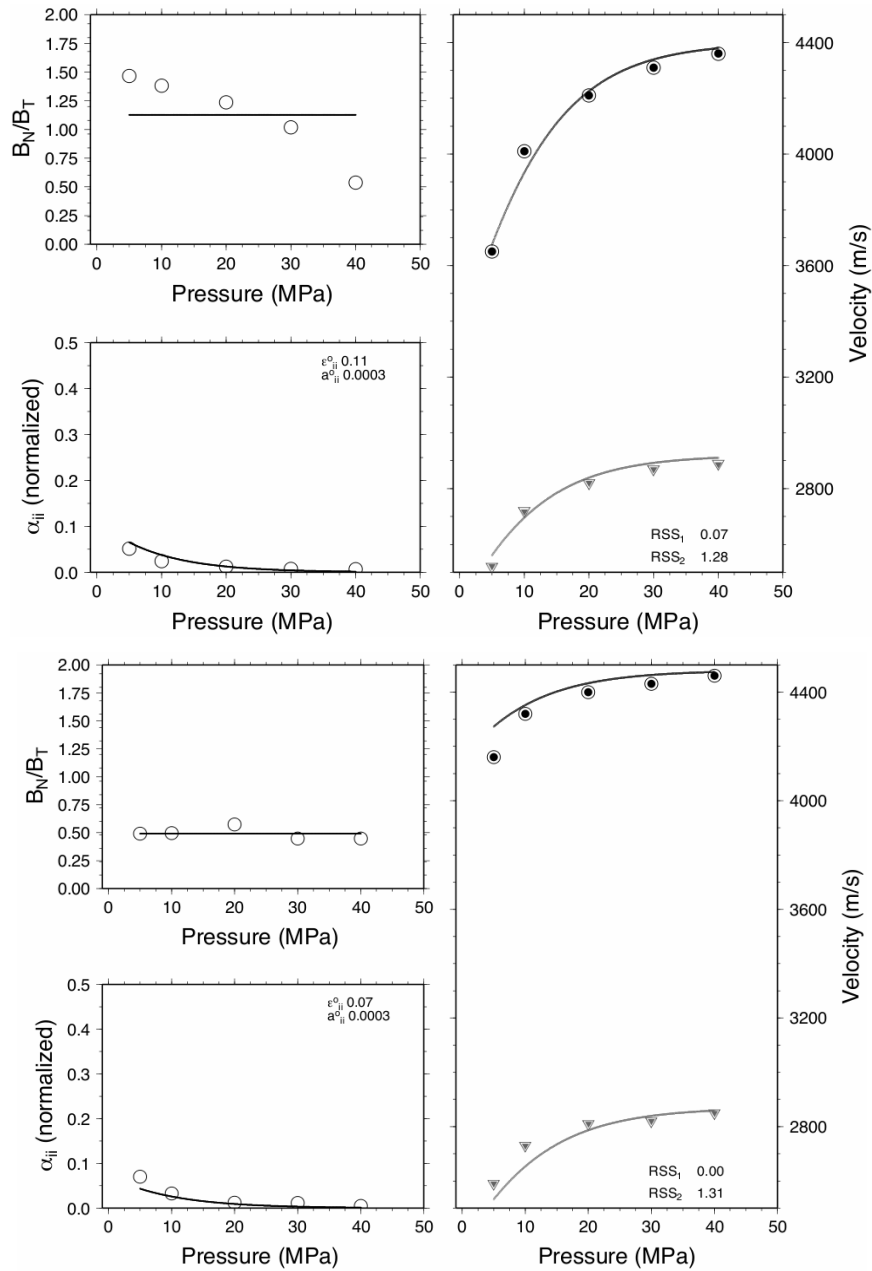 2.00
1.75
1.50
1.25
1.00
0.75
0.50
0.25
0.00
B_N/B_T
0 10 20 30 40 50
Pressure (MPa)
0.5
0.4
0.3
0.2
0.1
0.0
α_ii (normalized)
ε^o_ii 0.11
a^o_ii 0.0003
0 10 20 30 40 50
Pressure (MPa)
4400
4000
3600
3200
2800
Velocity (m/s)
RSS_1 0.07
RSS_2 1.28
0 10 20 30 40 50
Pressure (MPa)
2.00
1.75
1.50
1.25
1.00
0.75
0.50
0.25
0.00
B_N/B_T
0 10 20 30 40 50
Pressure (MPa)
0.5
0.4
0.3
0.2
0.1
0.0
α_ii (normalized)
ε^o_ii 0.07
a^o_ii 0.0003
0 10 20 30 40 50
Pressure (MPa)
4400
4000
3600
3200
2800
Velocity (m/s)
RSS_1 0.00
RSS_2 1.31
0 10 20 30 40 50
Pressure (MPa)